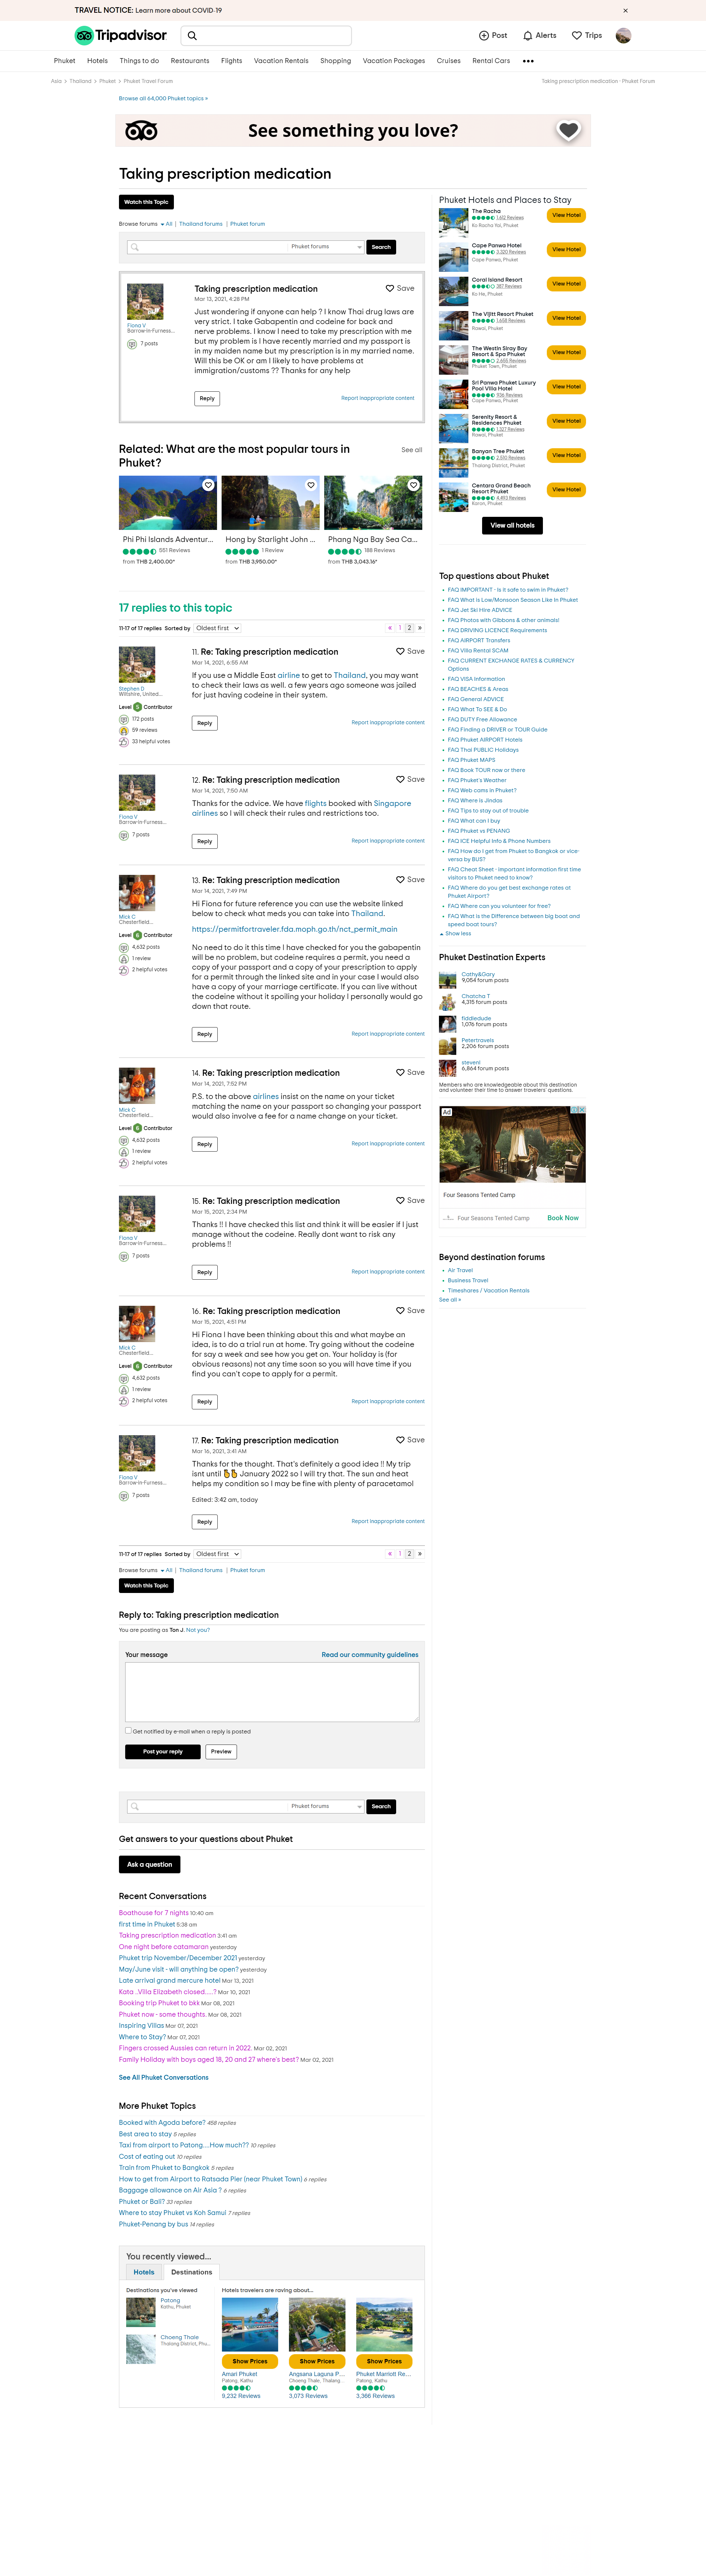 TRAVEL NOTICE: Learn more about COVID-19
Tripadvisor
Post
Alerts
Trips
Phuket
Hotels
Things to do
Restaurants
Flights
Vacation Rentals
Shopping
Vacation Packages
Cruises
Rental Cars
Asia > Thailand > Phuket > Phuket Travel Forum
Taking prescription medication - Phuket Forum
Browse all 64,000 Phuket topics »
See something you love?
Taking prescription medication
Watch this Topic
Browse forums All | Thailand forums | Phuket forum
Phuket forums
Search
Fiona V
Barrow-in-Furness...
7 posts
Taking prescription medication
Save
Mar 13, 2021, 4:28 PM
Just wondering if anyone can help ? I know Thai drug laws are
very strict. I take Gabapentin and codeine for back and
nerve problems. I know I need to take my prescription with me
but my problem is I have recently got married and my passport is
in my maiden name but my prescription is in my married name.
Will this be OK or am I likely to have problems at
immigration/customs ?? Thanks for any help
Reply
Report inappropriate content
Related: What are the most popular tours in
Phuket?
See all
Phi Phi Islands Adventur...
551 Reviews
from THB 2,400.00*
Hong by Starlight John ...
1 Review
from THB 3,950.00*
Phang Nga Bay Sea Ca...
188 Reviews
from THB 3,043.16*
17 replies to this topic
11-17 of 17 replies Sorted by Oldest first
« 1 2 »
Stephen D
Wiltshire, United...
Level 5 Contributor
172 posts
59 reviews
33 helpful votes
11. Re: Taking prescription medication
Save
Mar 14, 2021, 6:55 AM
If you use a Middle East airline to get to Thailand, you may want
to check their laws as well. a few years ago someone was jailed
for just having codeine in their system.
Reply
Report inappropriate content
Fiona V
Barrow-in-Furness...
7 posts
12. Re: Taking prescription medication
Save
Mar 14, 2021, 7:50 AM
Thanks for the advice. We have flights booked with Singapore
airlines so I will check their rules and restrictions too.
Reply
Report inappropriate content
Mick C
Chesterfield...
Level 6 Contributor
4,632 posts
1 review
2 helpful votes
13. Re: Taking prescription medication
Save
Mar 14, 2021, 7:49 PM
Hi Fiona for future reference you can use the website linked
below to check what meds you can take into Thailand.
https://permitfortraveler.fda.moph.go.th/nct_permit_main
No need to do it this time I have checked for you the gabapentin
will be no problem, codeine requires a permit, you need a
copy of your passport and a copy of your prescription to apply
for a permit through the linked site and in your case I would also
have a copy of your marriage certificate. If you can live without
the codeine without it spoiling your holiday I personally would go
down that route.
Reply
Report inappropriate content
Mick C
Chesterfield...
Level 6 Contributor
4,632 posts
1 review
2 helpful votes
14. Re: Taking prescription medication
Save
Mar 14, 2021, 7:52 PM
P.S. to the above airlines insist on the name on your ticket
matching the name on your passport so changing your passport
would also involve a fee for a name change on your ticket.
Reply
Report inappropriate content
Fiona V
Barrow-in-Furness...
7 posts
15. Re: Taking prescription medication
Save
Mar 15, 2021, 2:34 PM
Thanks !! I have checked this list and think it will be easier if I just
manage without the codeine. Really dont want to risk any
problems !!
Reply
Report inappropriate content
Mick C
Chesterfield...
Level 6 Contributor
4,632 posts
1 review
2 helpful votes
16. Re: Taking prescription medication
Save
Mar 15, 2021, 4:51 PM
Hi Fiona I have been thinking about this and what maybe an
idea, is to do a trial run at home. Try going without the codeine
for say a week and see how you get on. Your holiday is (for
obvious reasons) not any time soon so you will have time if you
find you can't cope to apply for a permit.
Reply
Report inappropriate content
Fiona V
Barrow-in-Furness...
7 posts
17. Re: Taking prescription medication
Save
Mar 16, 2021, 3:41 AM
Thanks for the thought. That's definitely a good idea !! My trip
isnt until 🤞🤞 January 2022 so I will try that. The sun and heat
helps my condition so I may be fine with plenty of paracetamol
Edited: 3:42 am, today
Reply
Report inappropriate content
11-17 of 17 replies Sorted by Oldest first
« 1 2 »
Browse forums All | Thailand forums | Phuket forum
Watch this Topic
Reply to: Taking prescription medication
You are posting as Ton J. Not you?
Your message
Read our community guidelines
Get notified by e-mail when a reply is posted
Post your reply
Preview
Phuket forums
Search
Get answers to your questions about Phuket
Ask a question
Recent Conversations
Boathouse for 7 nights 10:40 am
first time in Phuket 5:38 am
Taking prescription medication 3:41 am
One night before catamaran yesterday
Phuket trip November/December 2021 yesterday
May/June visit - will anything be open? yesterday
Late arrival grand mercure hotel Mar 13, 2021
Kata ..Villa Elizabeth closed.....? Mar 10, 2021
Booking trip Phuket to bkk Mar 08, 2021
Phuket now - some thoughts. Mar 08, 2021
Inspiring Villas Mar 07, 2021
Where to Stay? Mar 07, 2021
Fingers crossed Aussies can return in 2022. Mar 02, 2021
Family Holiday with boys aged 18, 20 and 27 where's best? Mar 02, 2021
See All Phuket Conversations
More Phuket Topics
Booked with Agoda before? 458 replies
Best area to stay 5 replies
Taxi from airport to Patong....How much?? 10 replies
Cost of eating out 10 replies
Train from Phuket to Bangkok 5 replies
How to get from Airport to Ratsada Pier (near Phuket Town) 6 replies
Baggage allowance on Air Asia ? 6 replies
Phuket or Bali? 33 replies
Where to stay Phuket vs Koh Samui 7 replies
Phuket-Penang by bus 14 replies
You recently viewed...
Hotels
Destinations
Destinations you've viewed
Patong
Kathu, Phuket
Choeng Thale
Thalang District, Phu...
Hotels travelers are raving about...
Show Prices
Amari Phuket
Patong, Kathu
9,232 Reviews
Show Prices
Angsana Laguna P...
Choeng Thale, Thalang...
3,073 Reviews
Show Prices
Phuket Marriott Re...
Patong, Kathu
3,366 Reviews
Phuket Hotels and Places to Stay
The Racha
1,612 Reviews
Ko Racha Yai, Phuket
View Hotel
Cape Panwa Hotel
3,320 Reviews
Cape Panwa, Phuket
View Hotel
Coral Island Resort
387 Reviews
Ko He, Phuket
View Hotel
The Vijitt Resort Phuket
1,658 Reviews
Rawai, Phuket
View Hotel
The Westin Siray Bay
Resort & Spa Phuket
2,655 Reviews
Phuket Town, Phuket
View Hotel
Sri Panwa Phuket Luxury
Pool Villa Hotel
936 Reviews
Cape Panwa, Phuket
View Hotel
Serenity Resort &
Residences Phuket
1,327 Reviews
Rawai, Phuket
View Hotel
Banyan Tree Phuket
2,510 Reviews
Thalang District, Phuket
View Hotel
Centara Grand Beach
Resort Phuket
4,493 Reviews
Karon, Phuket
View Hotel
View all hotels
Top questions about Phuket
FAQ IMPORTANT - Is it safe to swim in Phuket?
FAQ What is Low/Monsoon Season Like in Phuket
FAQ Jet Ski Hire ADVICE
FAQ Photos with Gibbons & other animals!
FAQ DRIVING LICENCE Requirements
FAQ AIRPORT Transfers
FAQ Villa Rental SCAM
FAQ CURRENT EXCHANGE RATES & CURRENCY
Options
FAQ VISA Information
FAQ BEACHES & Areas
FAQ General ADVICE
FAQ What To SEE & Do
FAQ DUTY Free Allowance
FAQ Finding a DRIVER or TOUR Guide
FAQ Phuket AIRPORT Hotels
FAQ Thai PUBLIC Holidays
FAQ Phuket MAPS
FAQ Book TOUR now or there
FAQ Phuket's Weather
FAQ Web cams in Phuket?
FAQ Where is Jindas
FAQ Tips to stay out of trouble
FAQ What can I buy
FAQ Phuket vs PENANG
FAQ ICE Helpful Info & Phone Numbers
FAQ How do I get from Phuket to Bangkok or vice-
versa by BUS?
FAQ Cheat Sheet - important information first time
visitors to Phuket need to know?
FAQ Where do you get best exchange rates at
Phuket Airport?
FAQ Where can you volunteer for free?
FAQ What is the Difference between big boat and
speed boat tours?
Show less
Phuket Destination Experts
Cathy&Gary
9,054 forum posts
Chatcha T
4,315 forum posts
fiddledude
1,076 forum posts
Petertravels
2,206 forum posts
stevenl
6,864 forum posts
Members who are knowledgeable about this destination
and volunteer their time to answer travelers' questions.
Ad
Four Seasons Tented Camp
Four Seasons Tented Camp
Book Now
Beyond destination forums
Air Travel
Business Travel
Timeshares / Vacation Rentals
See all »